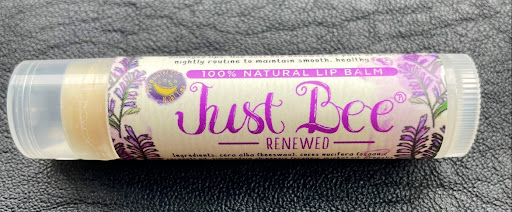 nightly routine to maintain smooth, healthy
100% NATURAL LIP BALM
Just Bee®
RENEWED
Ingredients: cera alba (beeswax), cocos nucifera (coconut